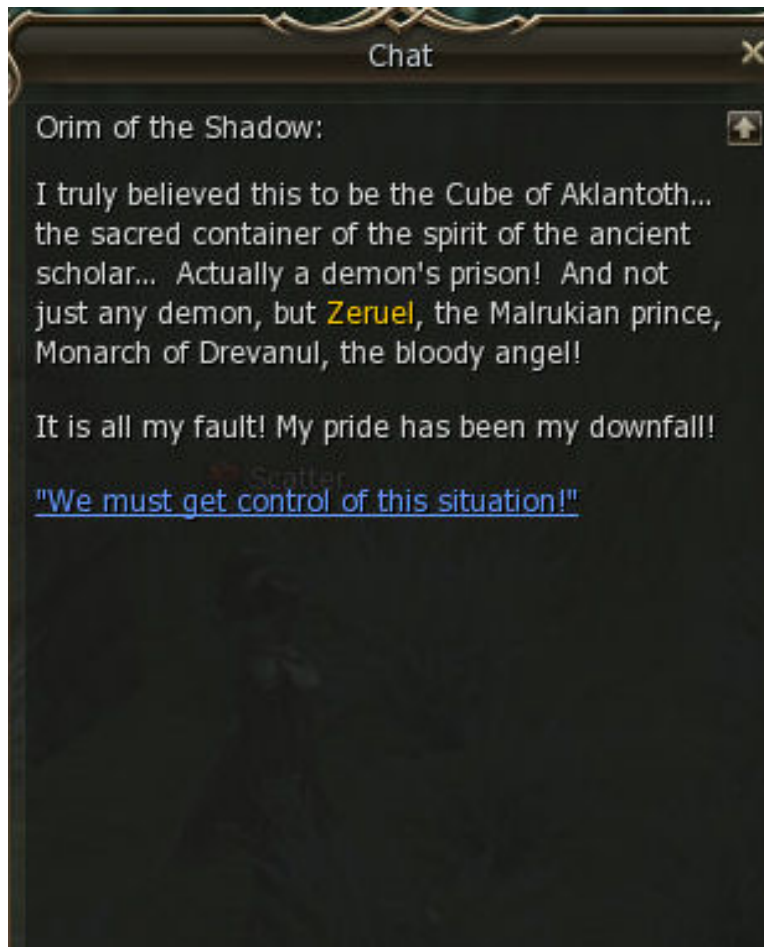 Chat
Orim of the Shadow:
I truly believed this to be the Cube of Aklantoth...
the sacred container of the spirit of the ancient
scholar...  Actually a demon's prison!  And not
just any demon, but Zeruel, the Malrukian prince,
Monarch of Drevanul, the bloody angel!
It is all my fault! My pride has been my downfall!
Scatter
"We must get control of this situation!"